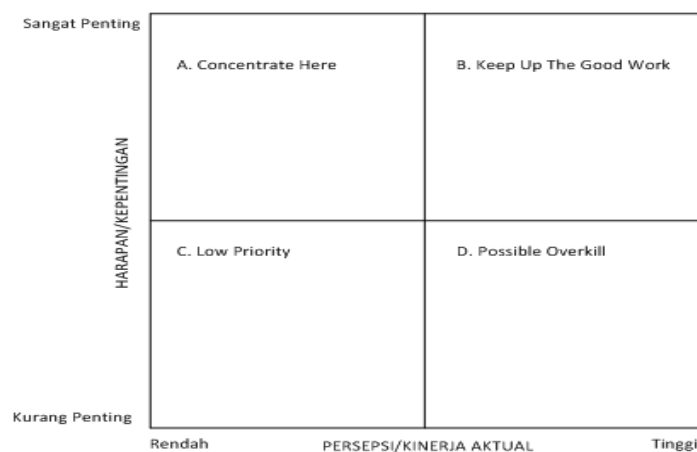 Sangat Penting
A. Concentrate Here
B. Keep Up The Good Work
HARAPAN/KEPENTINGAN
C. Low Priority
D. Possible Overkill
Kurang Penting
Rendah
PERSEPSI/KINERJA AKTUAL
Tinggi